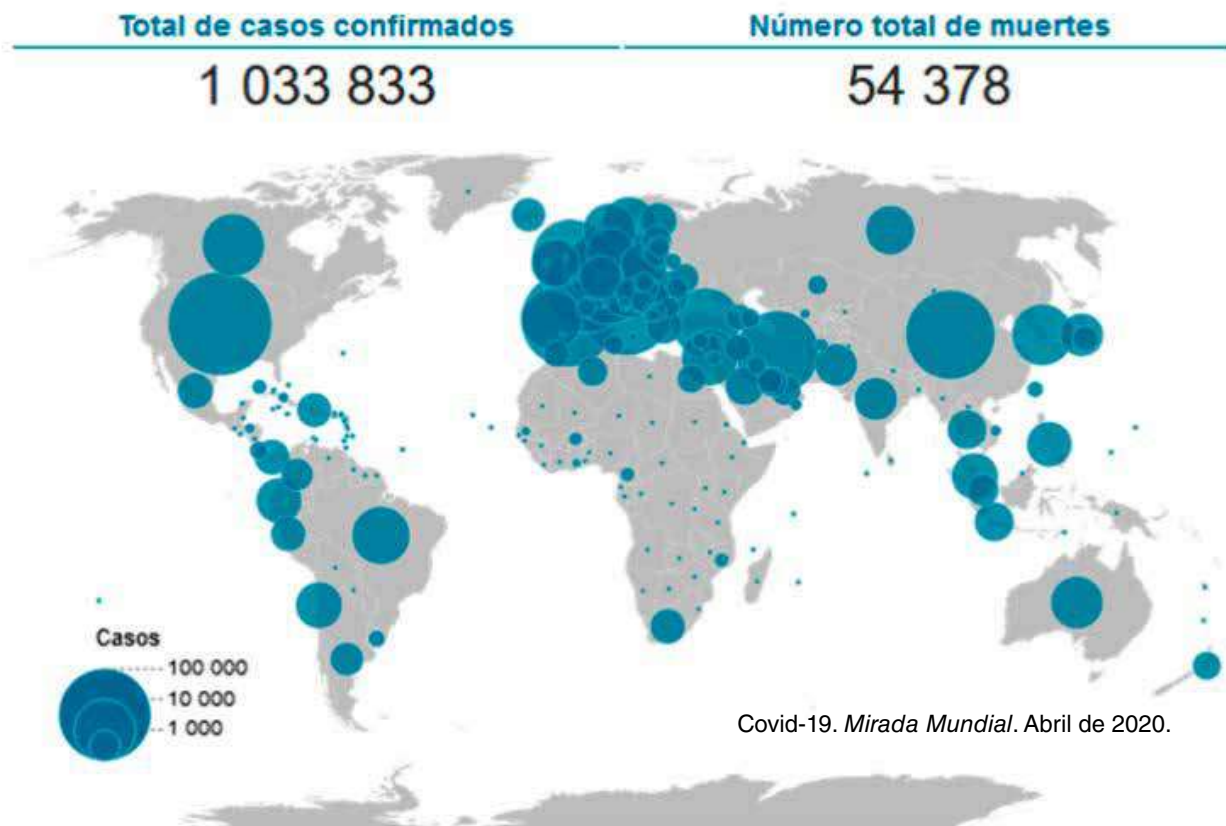 Total de casos confirmados
Número total de muertes
1 033 833
54 378
Casos
100 000
10 000
1 000
Covid-19. Mirada Mundial. Abril de 2020.